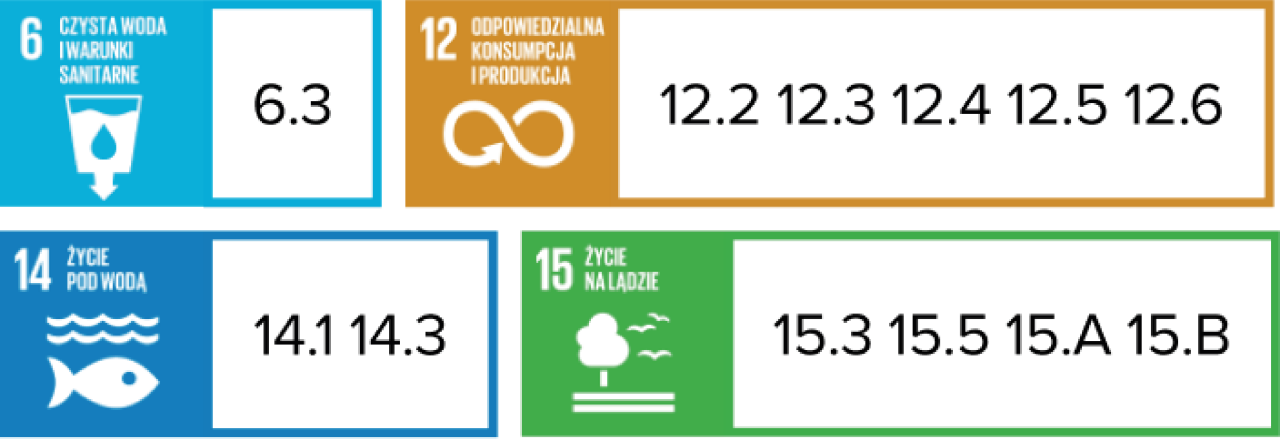 6
CZYSTA WODA
I WARUNKI
SANITARNE
6.3
12
ODPOWIEDZIALNA
KONSUMPCJA
I PRODUKCJA
12.2 12.3 12.4 12.5 12.6
14
ŻYCIE
POD WODĄ
14.1 14.3
15
ŻYCIE
NA LĄDZIE
15.3 15.5 15.A 15.B